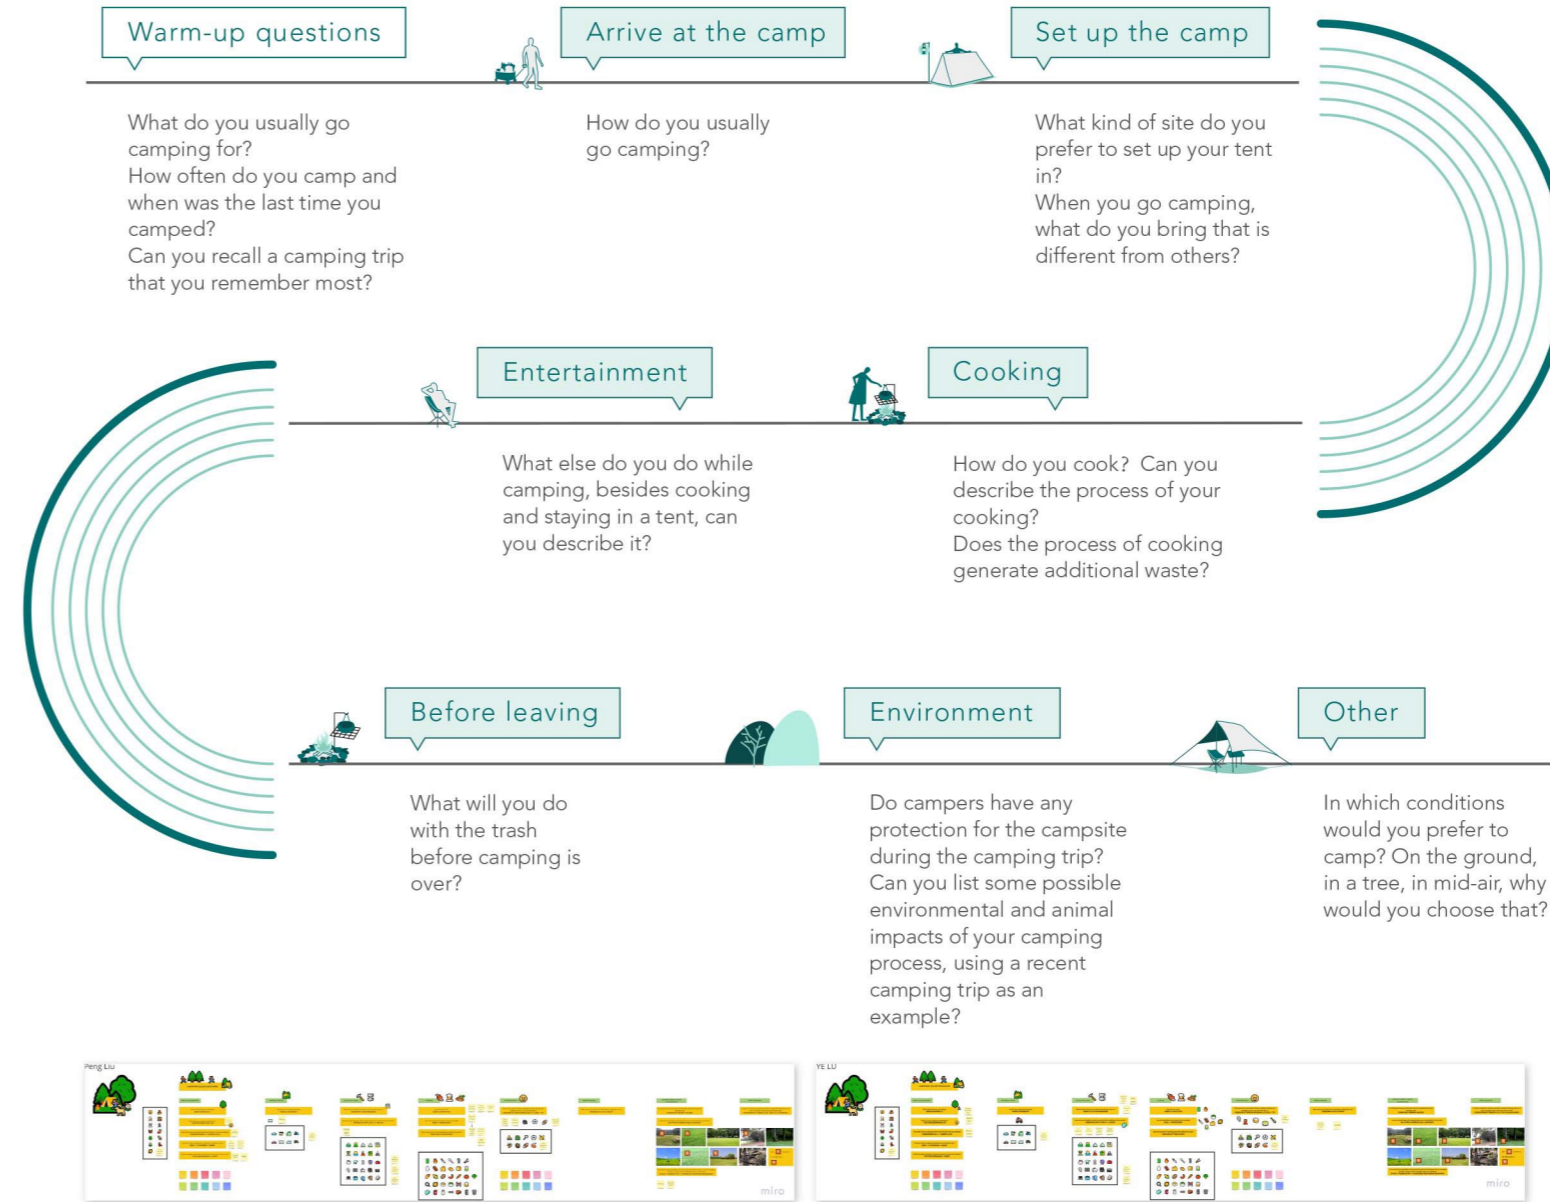 Warm-up questions
What do you usually go
camping for?
How often do you camp and
when was the last time you
camped?
Can you recall a camping trip
that you remember most?
Arrive at the camp
How do you usually
go camping?
Set up the camp
What kind of site do you
prefer to set up your tent
in?
When you go camping,
what do you bring that is
different from others?
Cooking
How do you cook? Can you
describe the process of your
cooking?
Does the process of cooking
generate additional waste?
Entertainment
What else do you do while
camping, besides cooking
and staying in a tent, can
you describe it?
Before leaving
What will you do
with the trash
before camping is
over?
Environment
Do campers have any
protection for the campsite
during the camping trip?
Can you list some possible
environmental and animal
impacts of your camping
process, using a recent
camping trip as an
example?
Other
In which conditions
would you prefer to
camp? On the ground,
in a tree, in mid-air, why
would you choose that?
Peng Liu
miro
YE LU
miro